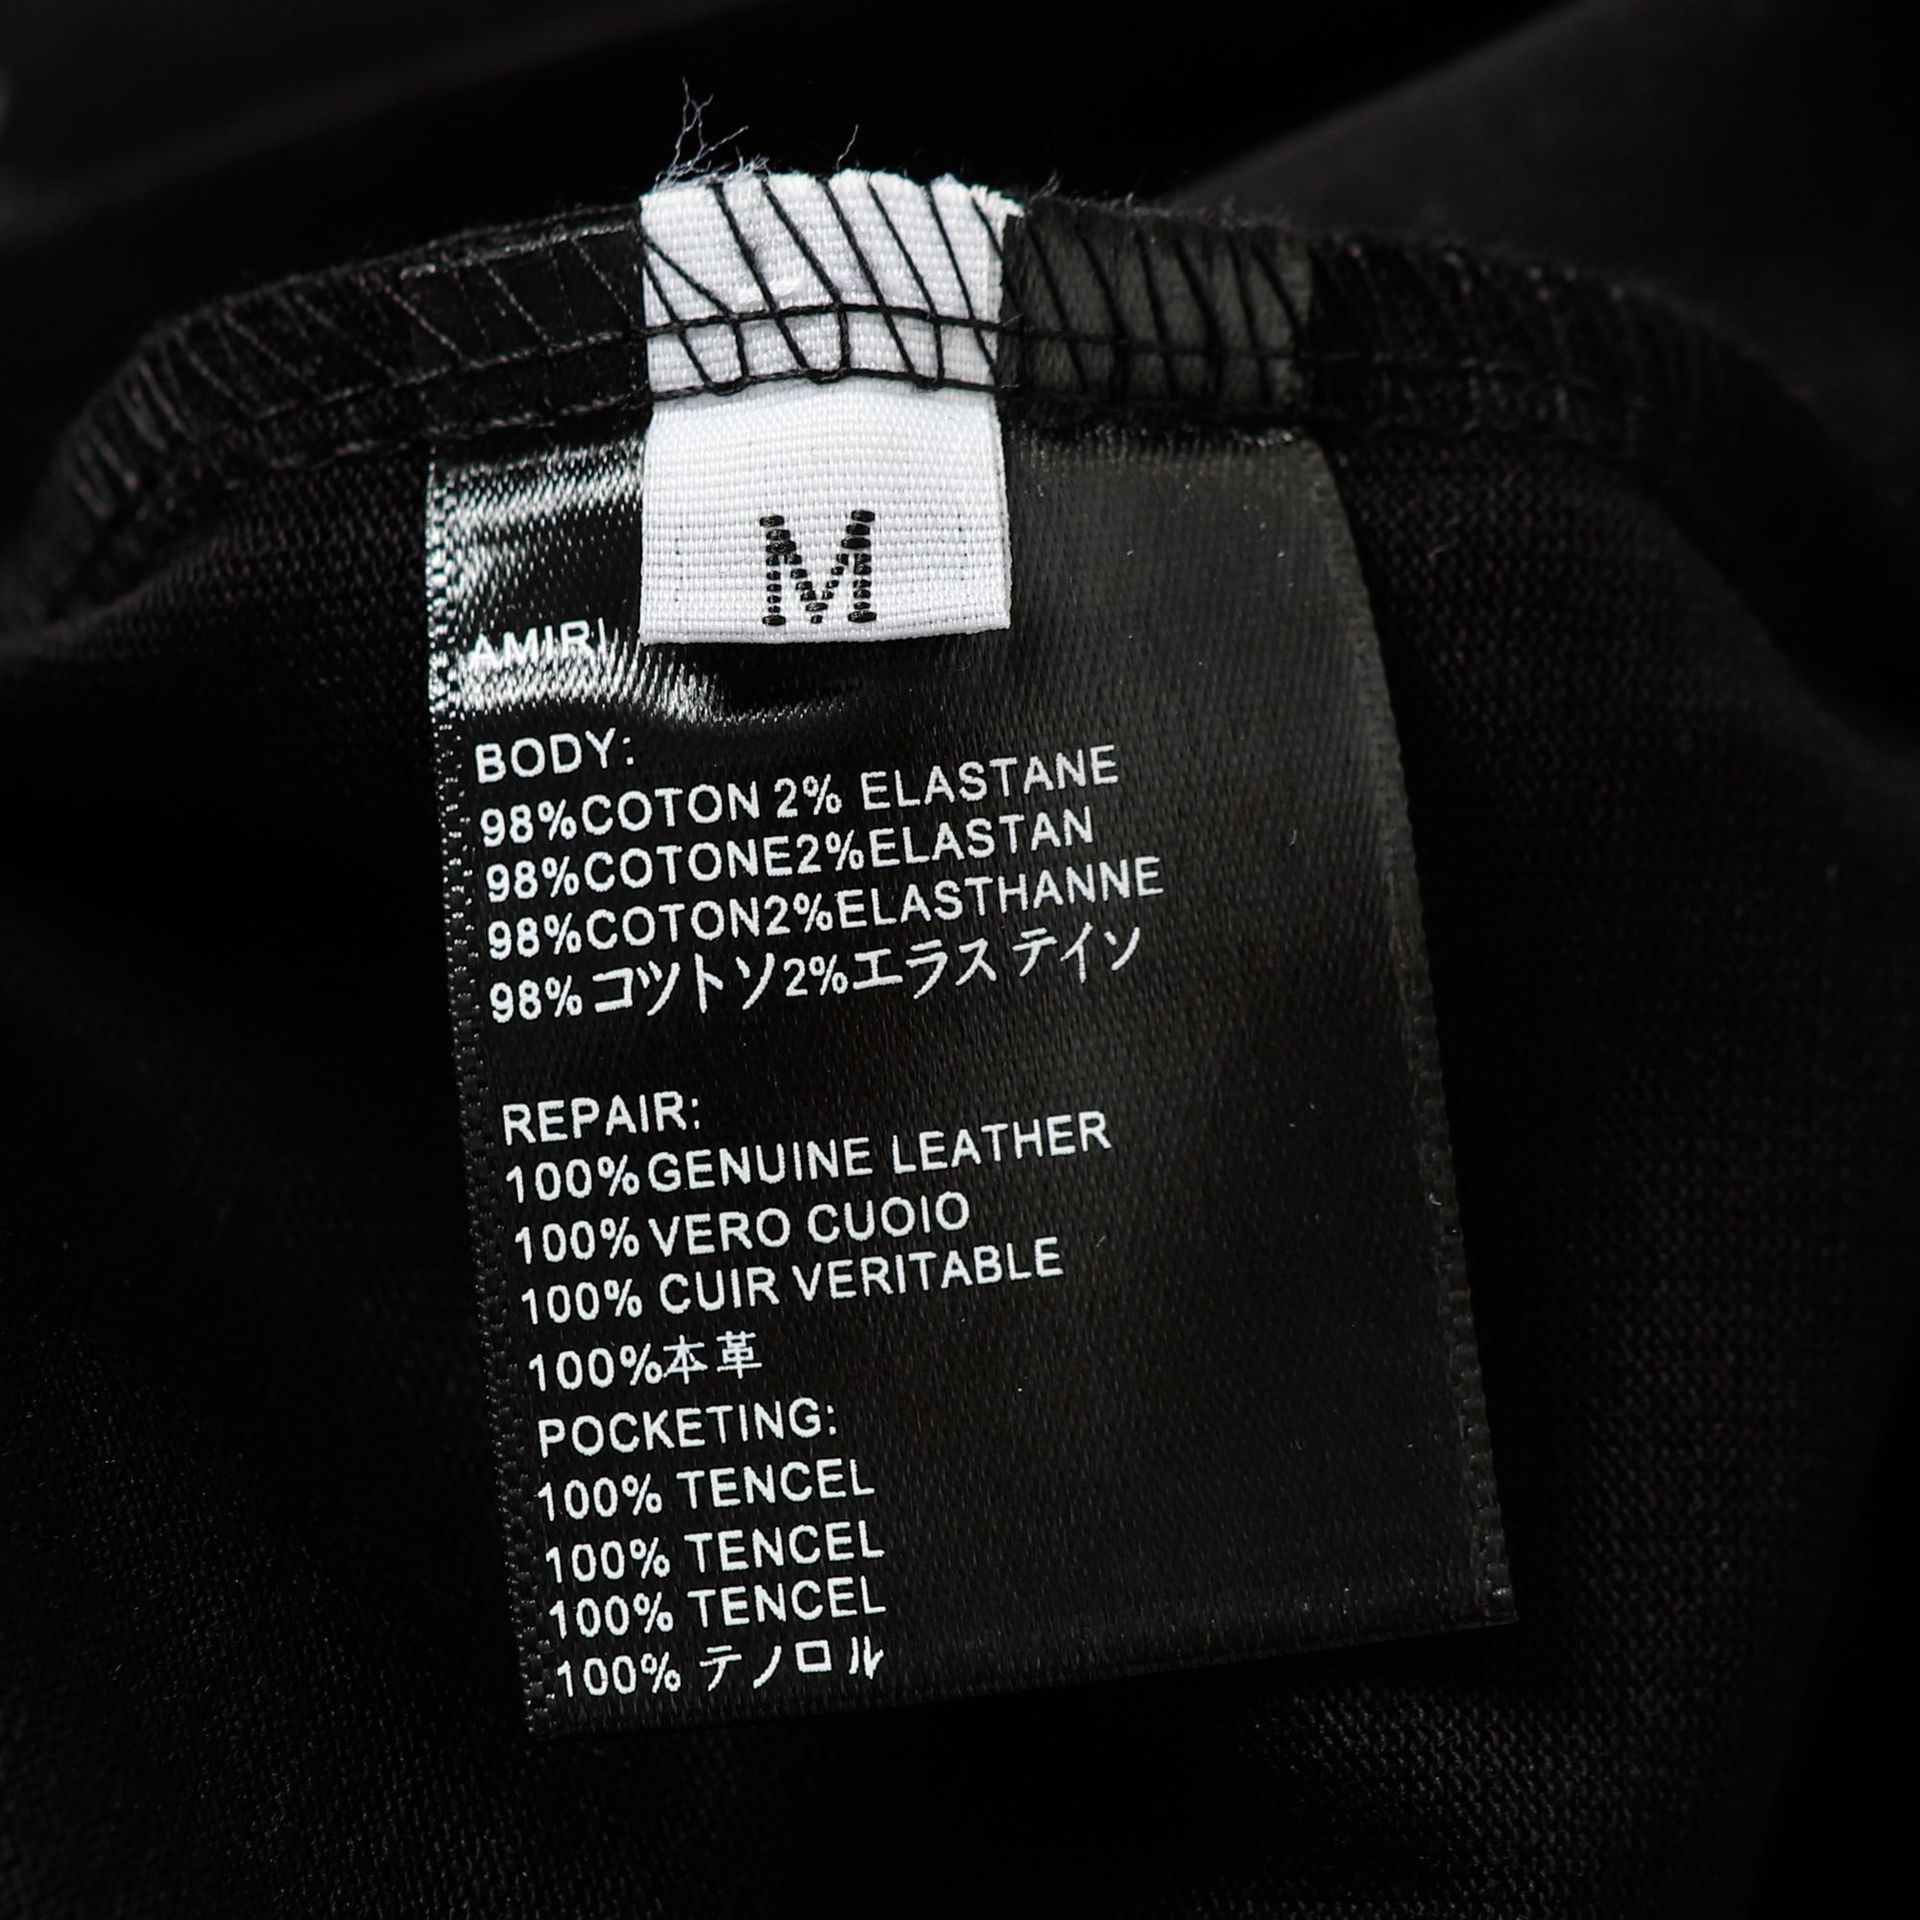 M
AMIRI
BODY:
98%COTON 2% ELASTANE
98%COTONE2%ELASTAN
98%COTON2%ELASTHANNE
98%コツトソ2%エラステイソ
REPAIR:
100%GENUINE LEATHER
100%VERO CUOIO
100% CUIR VERITABLE
100%本革
POCKETING:
100% TENCEL
100% TENCEL
100% TENCEL
100% テノロル